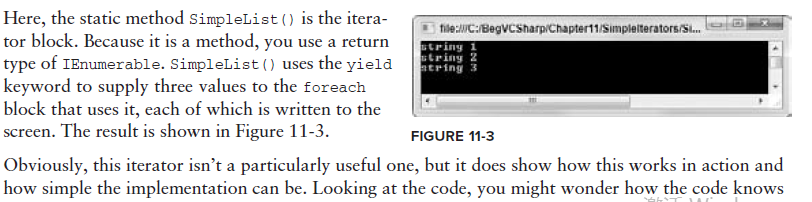 Here, the static method SimpleList() is the itera-
tor block. Because it is a method, you use a return
type of IEnumerable. SimpleList() uses the yield
keyword to supply three values to the foreach
block that uses it, each of which is written to the
screen. The result is shown in Figure 11-3.
file:///C:/BegVCSharp/Chapter11/SimpleIterators/Si...
string 1
string 2
string 3
FIGURE 11-3
Obviously, this iterator isn't a particularly useful one, but it does show how this works in action and
how simple the implementation can be. Looking at the code, you might wonder how the code knows